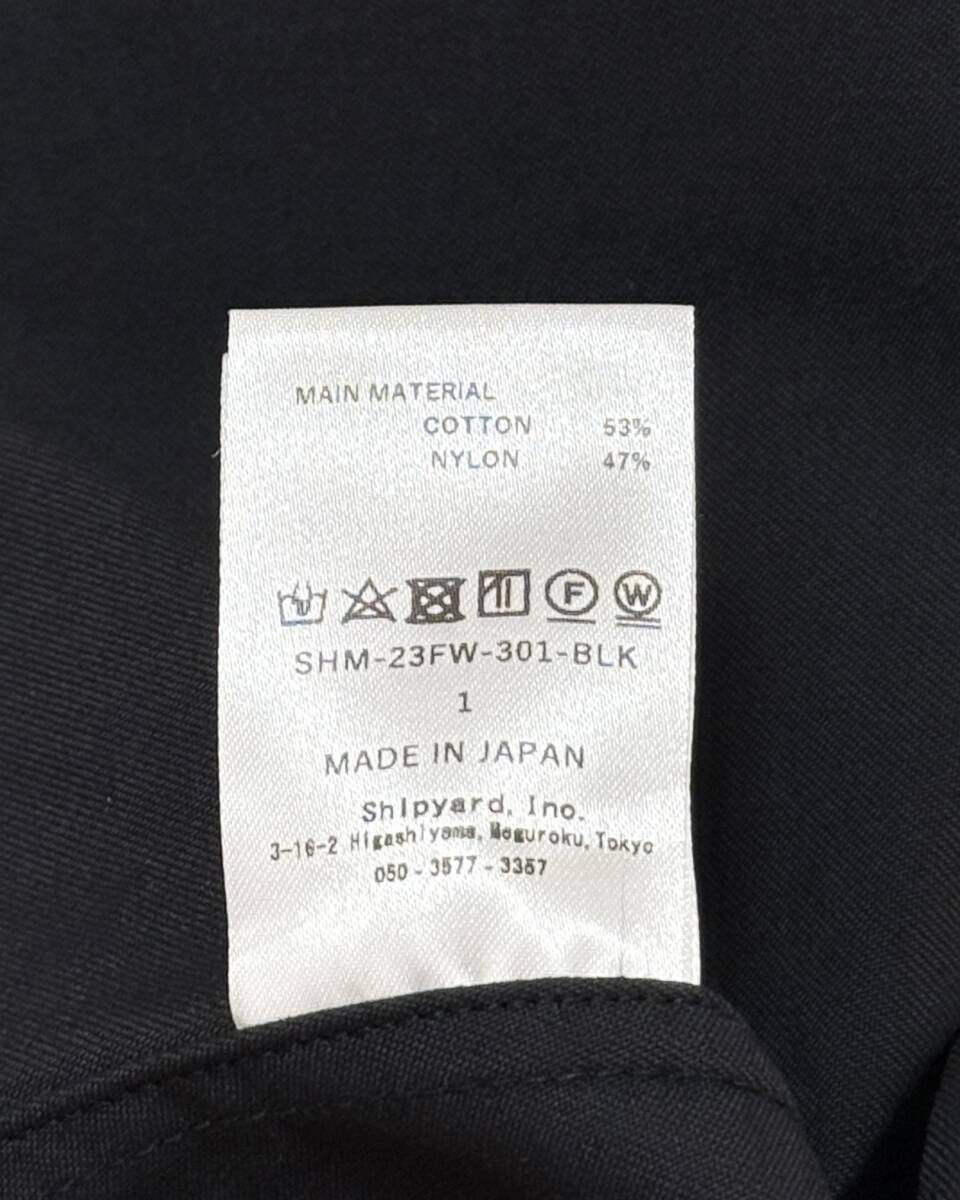 MAIN MATERIAL
COTTON 53%
NYLON 47%
F W
SHM-23FW-301-BLK
1
MADE IN JAPAN
Shipyard, Inc.
3-16-2 Higashiyama, Meguroku, Tokyo
050-3577-3357